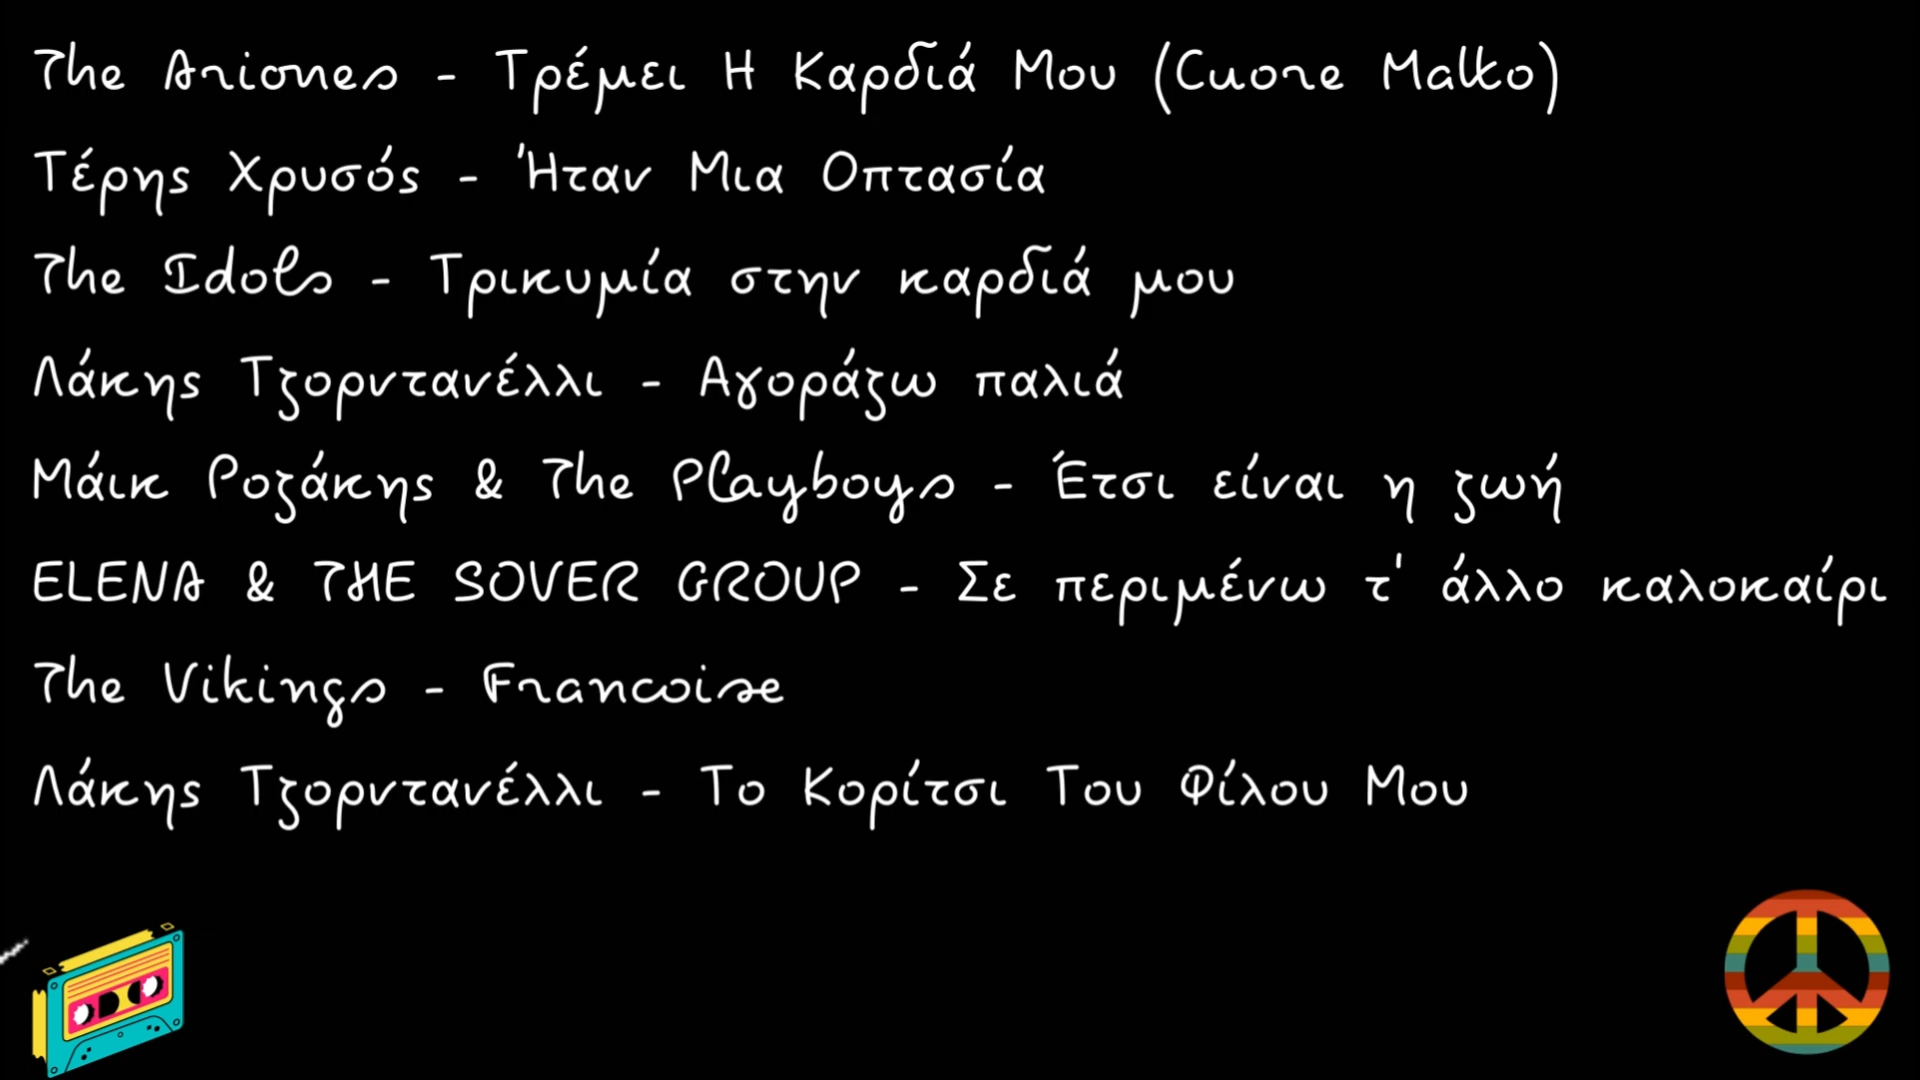 The Ariones - Τρέμει Η Καρδιά Μου (Cuore Matto)
Τέρης Χρυσός - Ήταν Μια Οπτασία
The Idols - Τρικυμία στην καρδιά μου
Λάκης Τζορντανέλλι - Αγοράζω παλιά
Μάικ Ροζάκης & The Playboys - Έτσι είναι η ζωή
ELENA & THE SOVER GROUP - Σε περιμένω τ' άλλο καλοκαίρι
The Vikings - Francoise
Λάκης Τζορντανέλλι - Το Κορίτσι Του Φίλου Μου